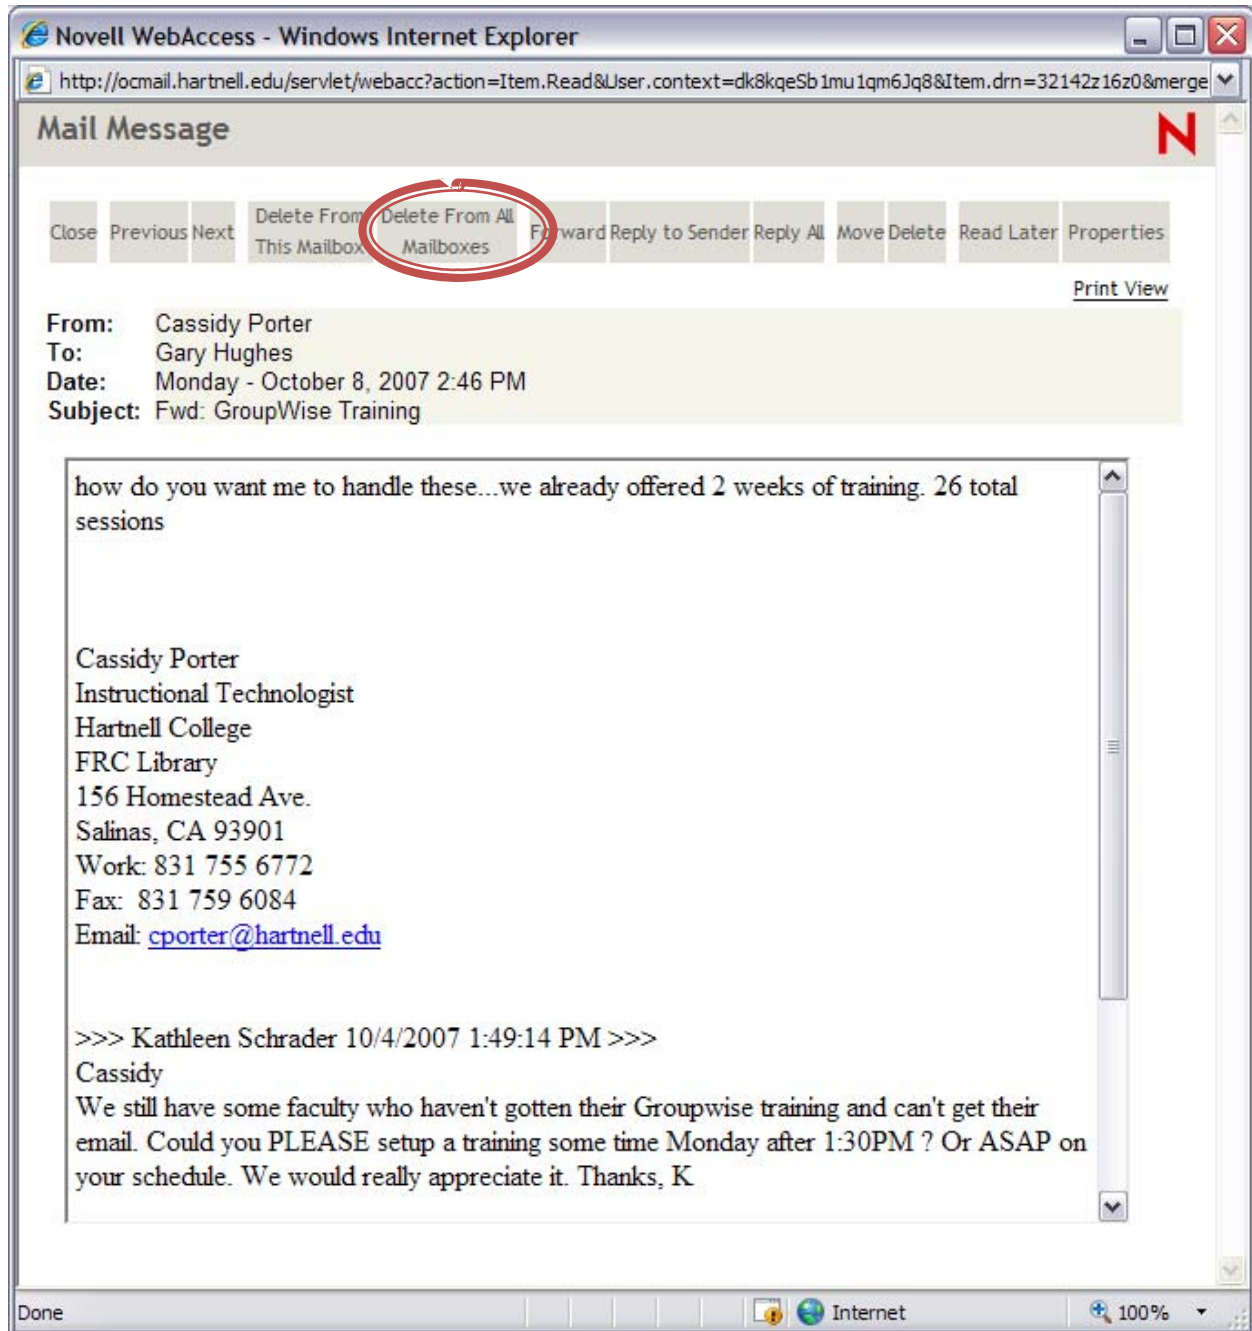 Novell WebAccess - Windows Internet Explorer
http://ocmail.hartnell.edu/servlet/webacc?action=Item.Read&User.context=dk8kqeSb1mu1qm6Jq8&Item.drn=32142z16z0&merge
Mail Message
N
Close Previous Next Delete From This Mailbox Delete From All Mailboxes Forward Reply to Sender Reply All Move Delete Read Later Properties
Print View
From: Cassidy Porter
To: Gary Hughes
Date: Monday - October 8, 2007 2:46 PM
Subject: Fwd: GroupWise Training
how do you want me to handle these...we already offered 2 weeks of training. 26 total
sessions
Cassidy Porter
Instructional Technologist
Hartnell College
FRC Library
156 Homestead Ave.
Salinas, CA 93901
Work: 831 755 6772
Fax: 831 759 6084
Email: cporter@hartnell.edu
>>> Kathleen Schrader 10/4/2007 1:49:14 PM >>>
Cassidy
We still have some faculty who haven't gotten their Groupwise training and can't get their
email. Could you PLEASE setup a training some time Monday after 1:30PM ? Or ASAP on
your schedule. We would really appreciate it. Thanks, K
Done Internet 100%